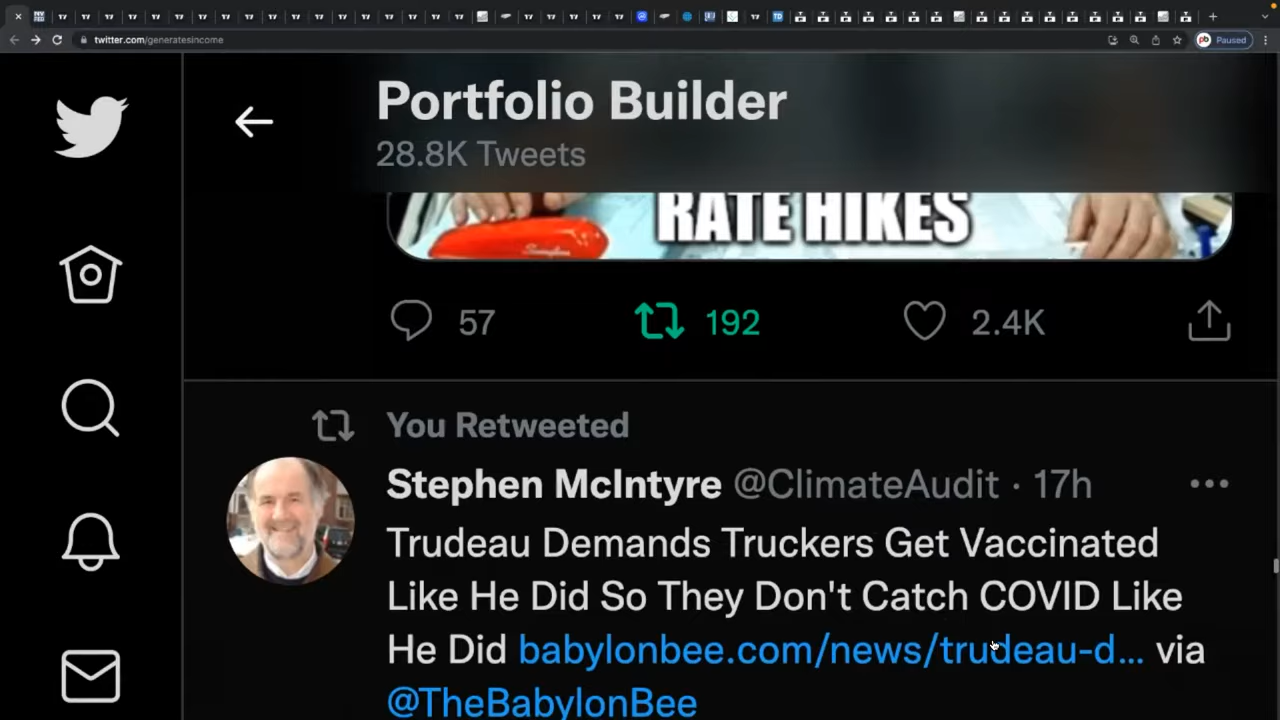 twitter.com/generatesincome
Paused
Portfolio Builder
28.8K Tweets
RATE HIKES
57
192
2.4K
You Retweeted
Stephen McIntyre @ClimateAudit · 17h
Trudeau Demands Truckers Get Vaccinated
Like He Did So They Don't Catch COVID Like
He Did babylonbee.com/news/trudeau-d... via
@TheBabylonBee